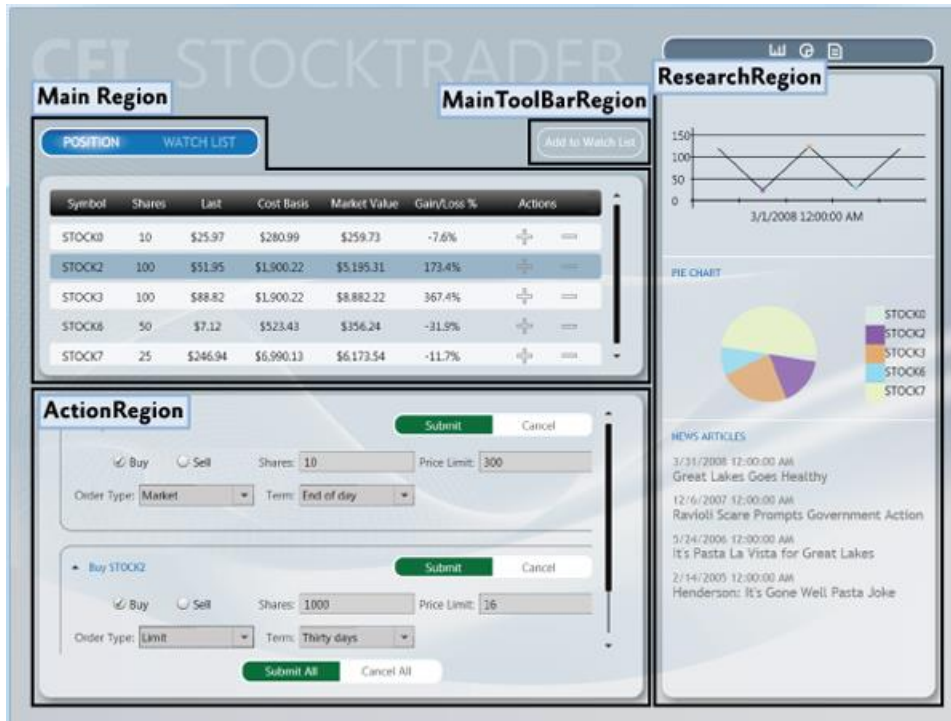 CFI STOCKTRADER
Main Region
MainToolBarRegion
ResearchRegion
POSITION WATCH LIST
Add to Watch List
Symbol Shares Last Cost Basis Market Value Gain/Loss % Actions
STOCK0 10 $25.97 $280.99 $259.73 -7.6%
STOCK2 100 $51.95 $1,900.22 $5,195.31 173.4%
STOCK3 100 $88.82 $1,900.22 $8,882.22 367.4%
STOCK6 50 $7.12 $523.43 $356.24 -31.9%
STOCK7 25 $246.94 $6,990.13 $6,173.54 -11.7%
ActionRegion
Submit Cancel
Buy Sell Shares: 10 Price Limit: 300
Order Type: Market Term: End of day
Buy STOCK2 Submit Cancel
Buy Sell Shares: 1000 Price Limit: 16
Order Type: Limit Term: Thirty days
Submit All Cancel All
150
100
50
0
3/1/2008 12:00:00 AM
PIE CHART
STOCK0
STOCK2
STOCK3
STOCK6
STOCK7
NEWS ARTICLES
3/31/2008 12:00:00 AM
Great Lakes Goes Healthy
12/6/2007 12:00:00 AM
Ravioli Scare Prompts Government Action
5/24/2006 12:00:00 AM
It's Pasta La Vista for Great Lakes
2/14/2005 12:00:00 AM
Henderson: It's Gone Well Pasta Joke